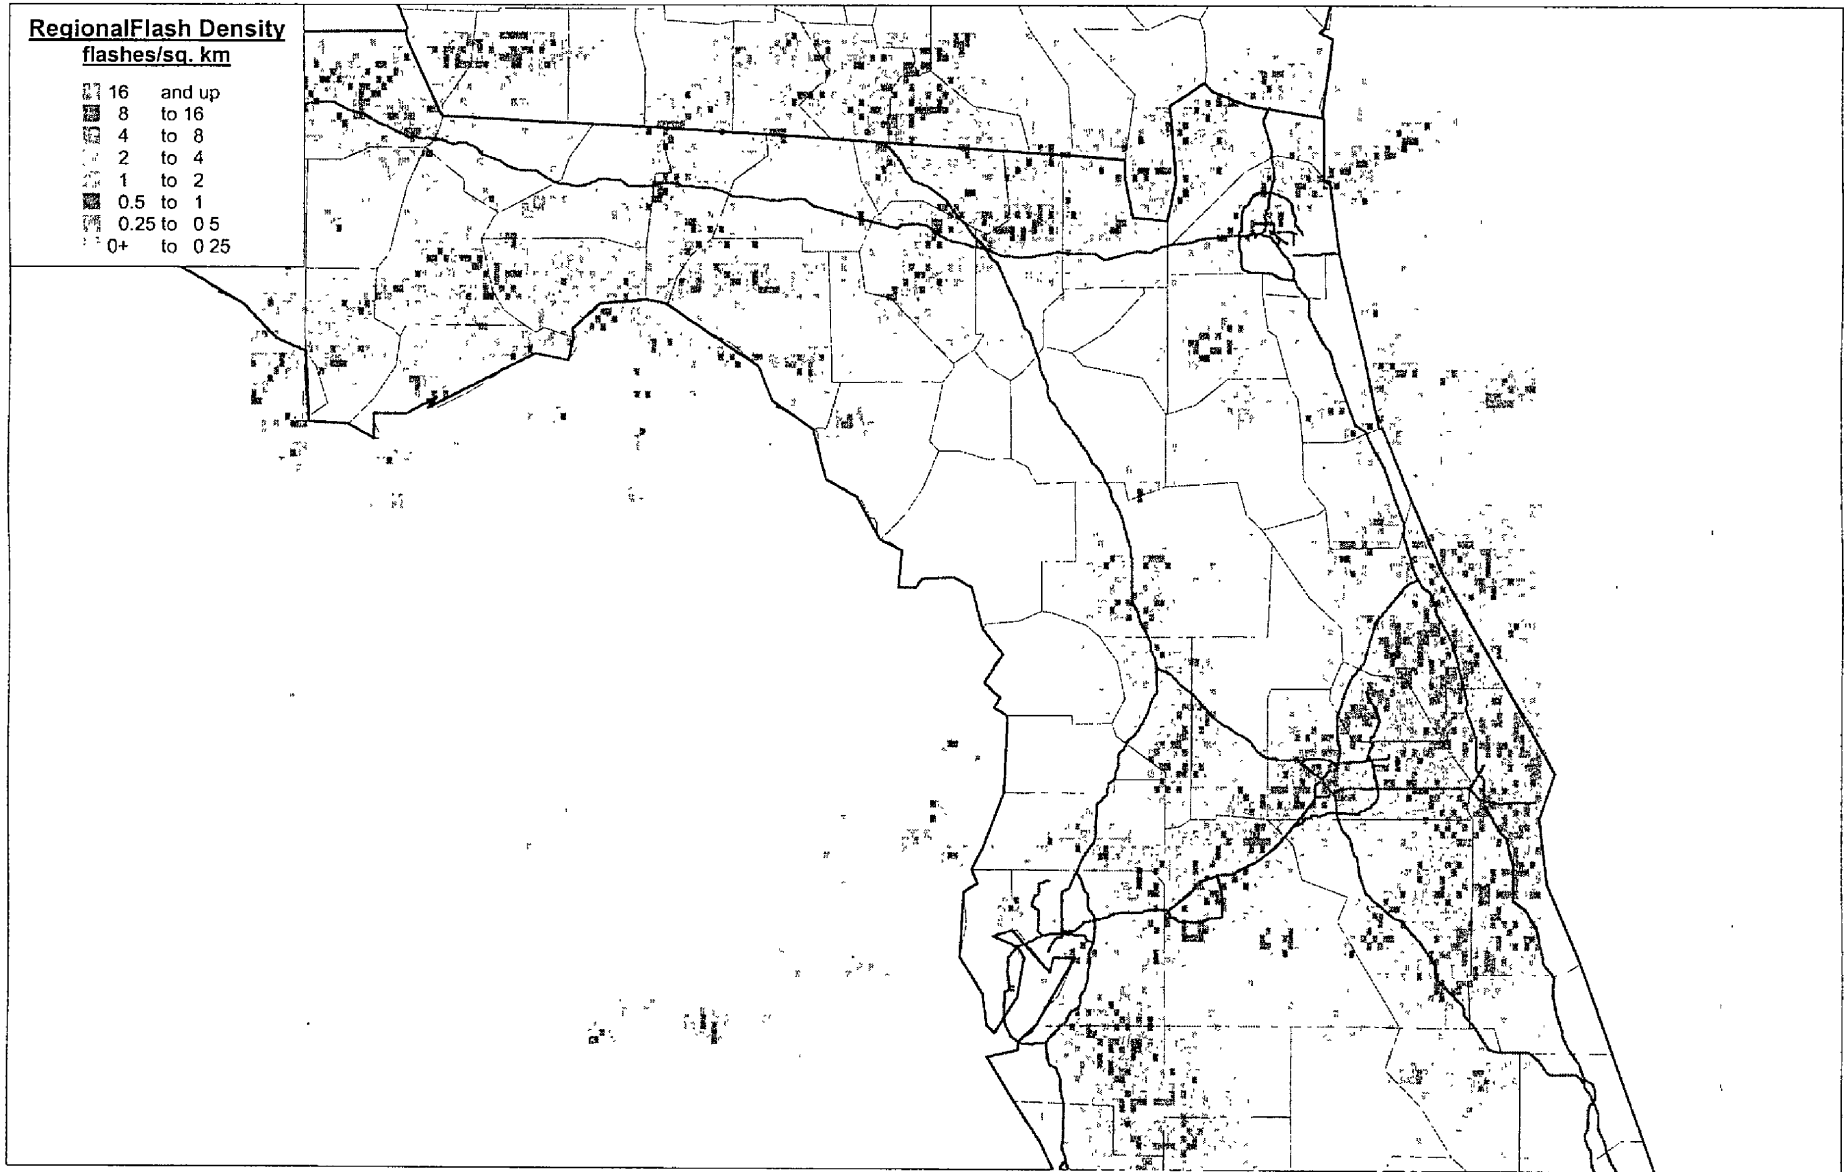 RegionalFlash Density
flashes/sq. km
16 and up
8 to 16
4 to 8
2 to 4
1 to 2
0.5 to 1
0.25 to 0 5
0+ to 0 25